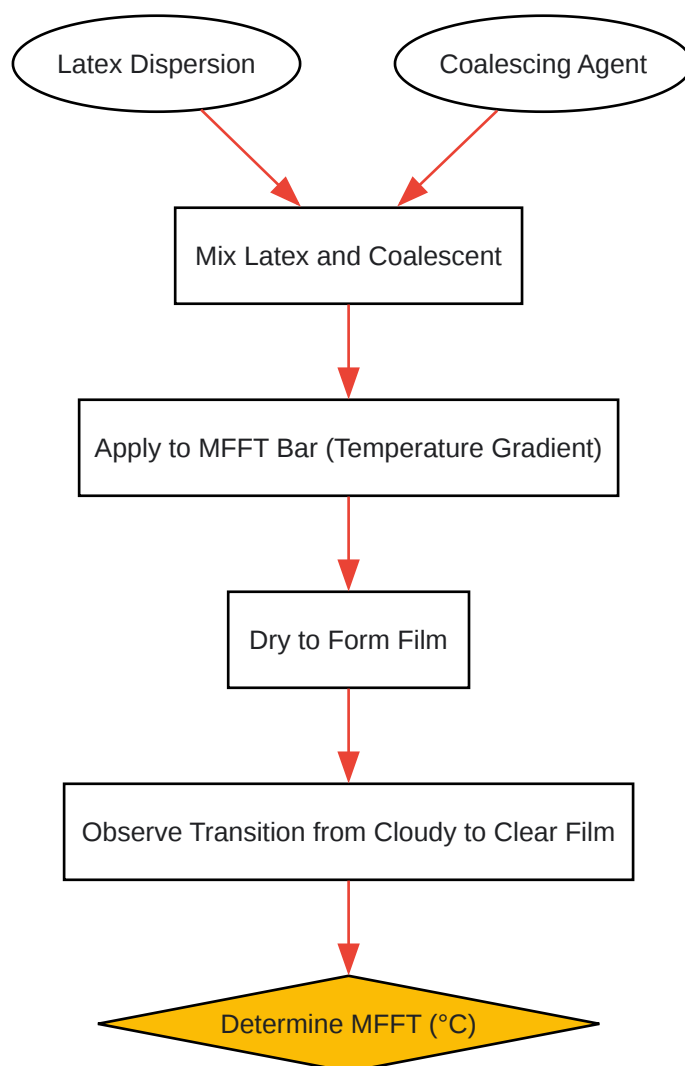 Latex Dispersion
Coalescing Agent
Mix Latex and Coalescent
Apply to MFFT Bar (Temperature Gradient)
Dry to Form Film
Observe Transition from Cloudy to Clear Film
Determine MFFT (°C)